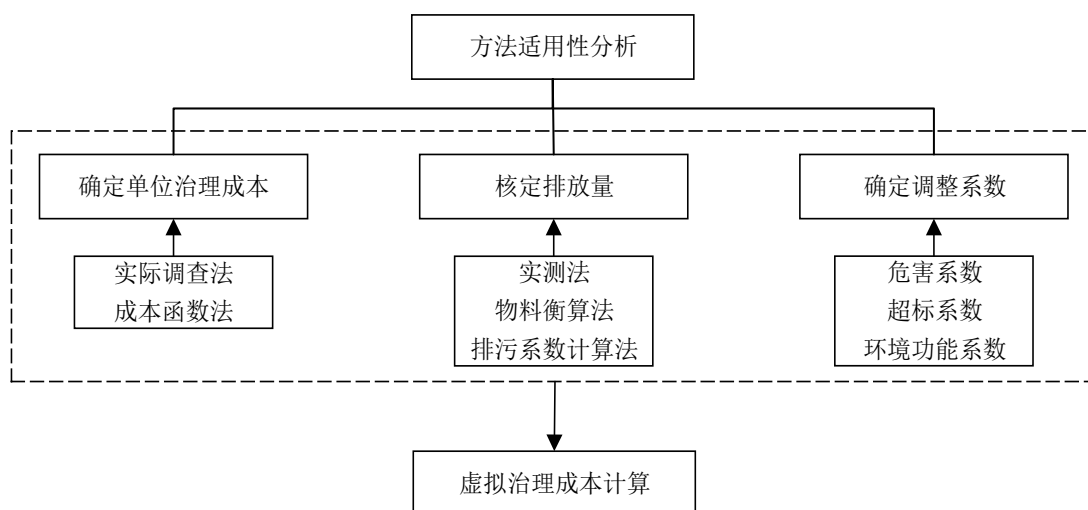 方法适用性分析
确定单位治理成本
核定排放量
确定调整系数
实际调查法
成本函数法
实测法
物料衡算法
排污系数计算法
危害系数
超标系数
环境功能系数
虚拟治理成本计算